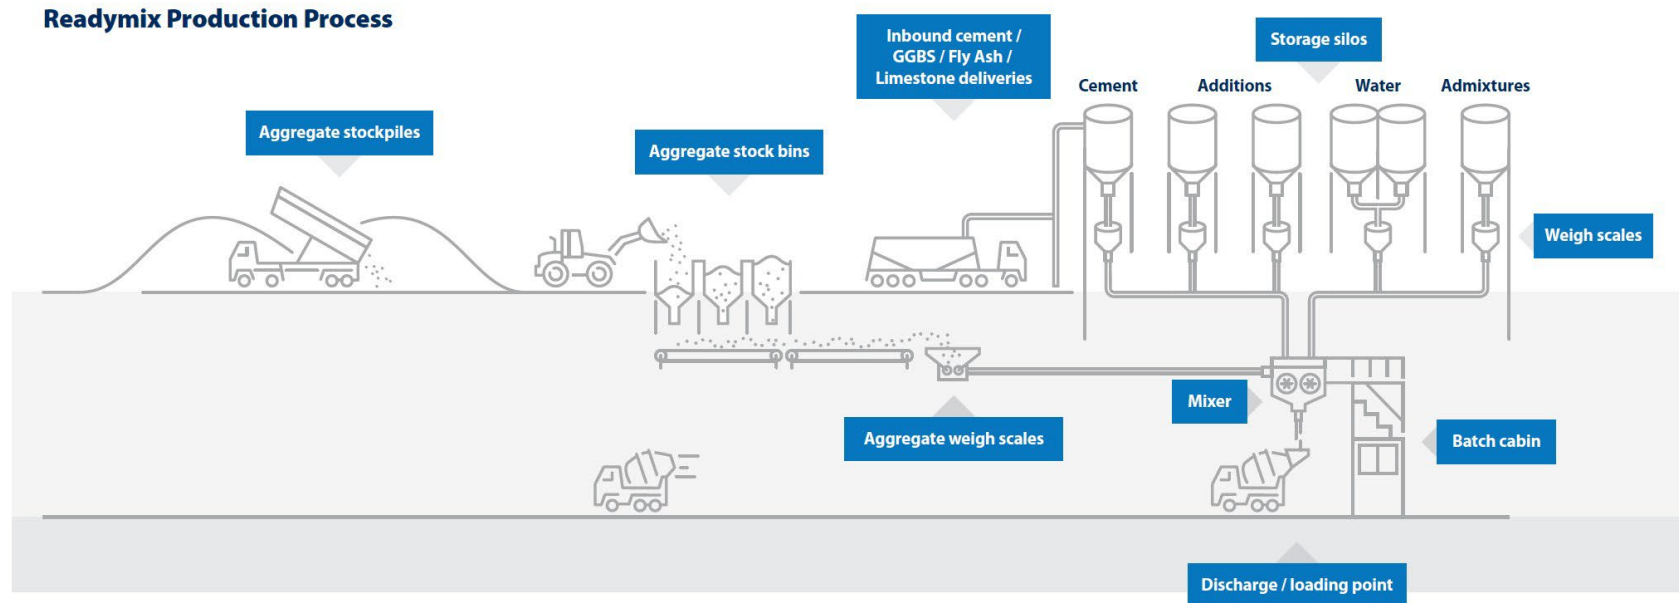 Readymix Production Process
Inbound cement /
GGBS / Fly Ash /
Limestone deliveries
Storage silos
Cement
Additions
Water
Admixtures
Aggregate stockpiles
Aggregate stock bins
Weigh scales
Aggregate weigh scales
Mixer
Batch cabin
Discharge / loading point